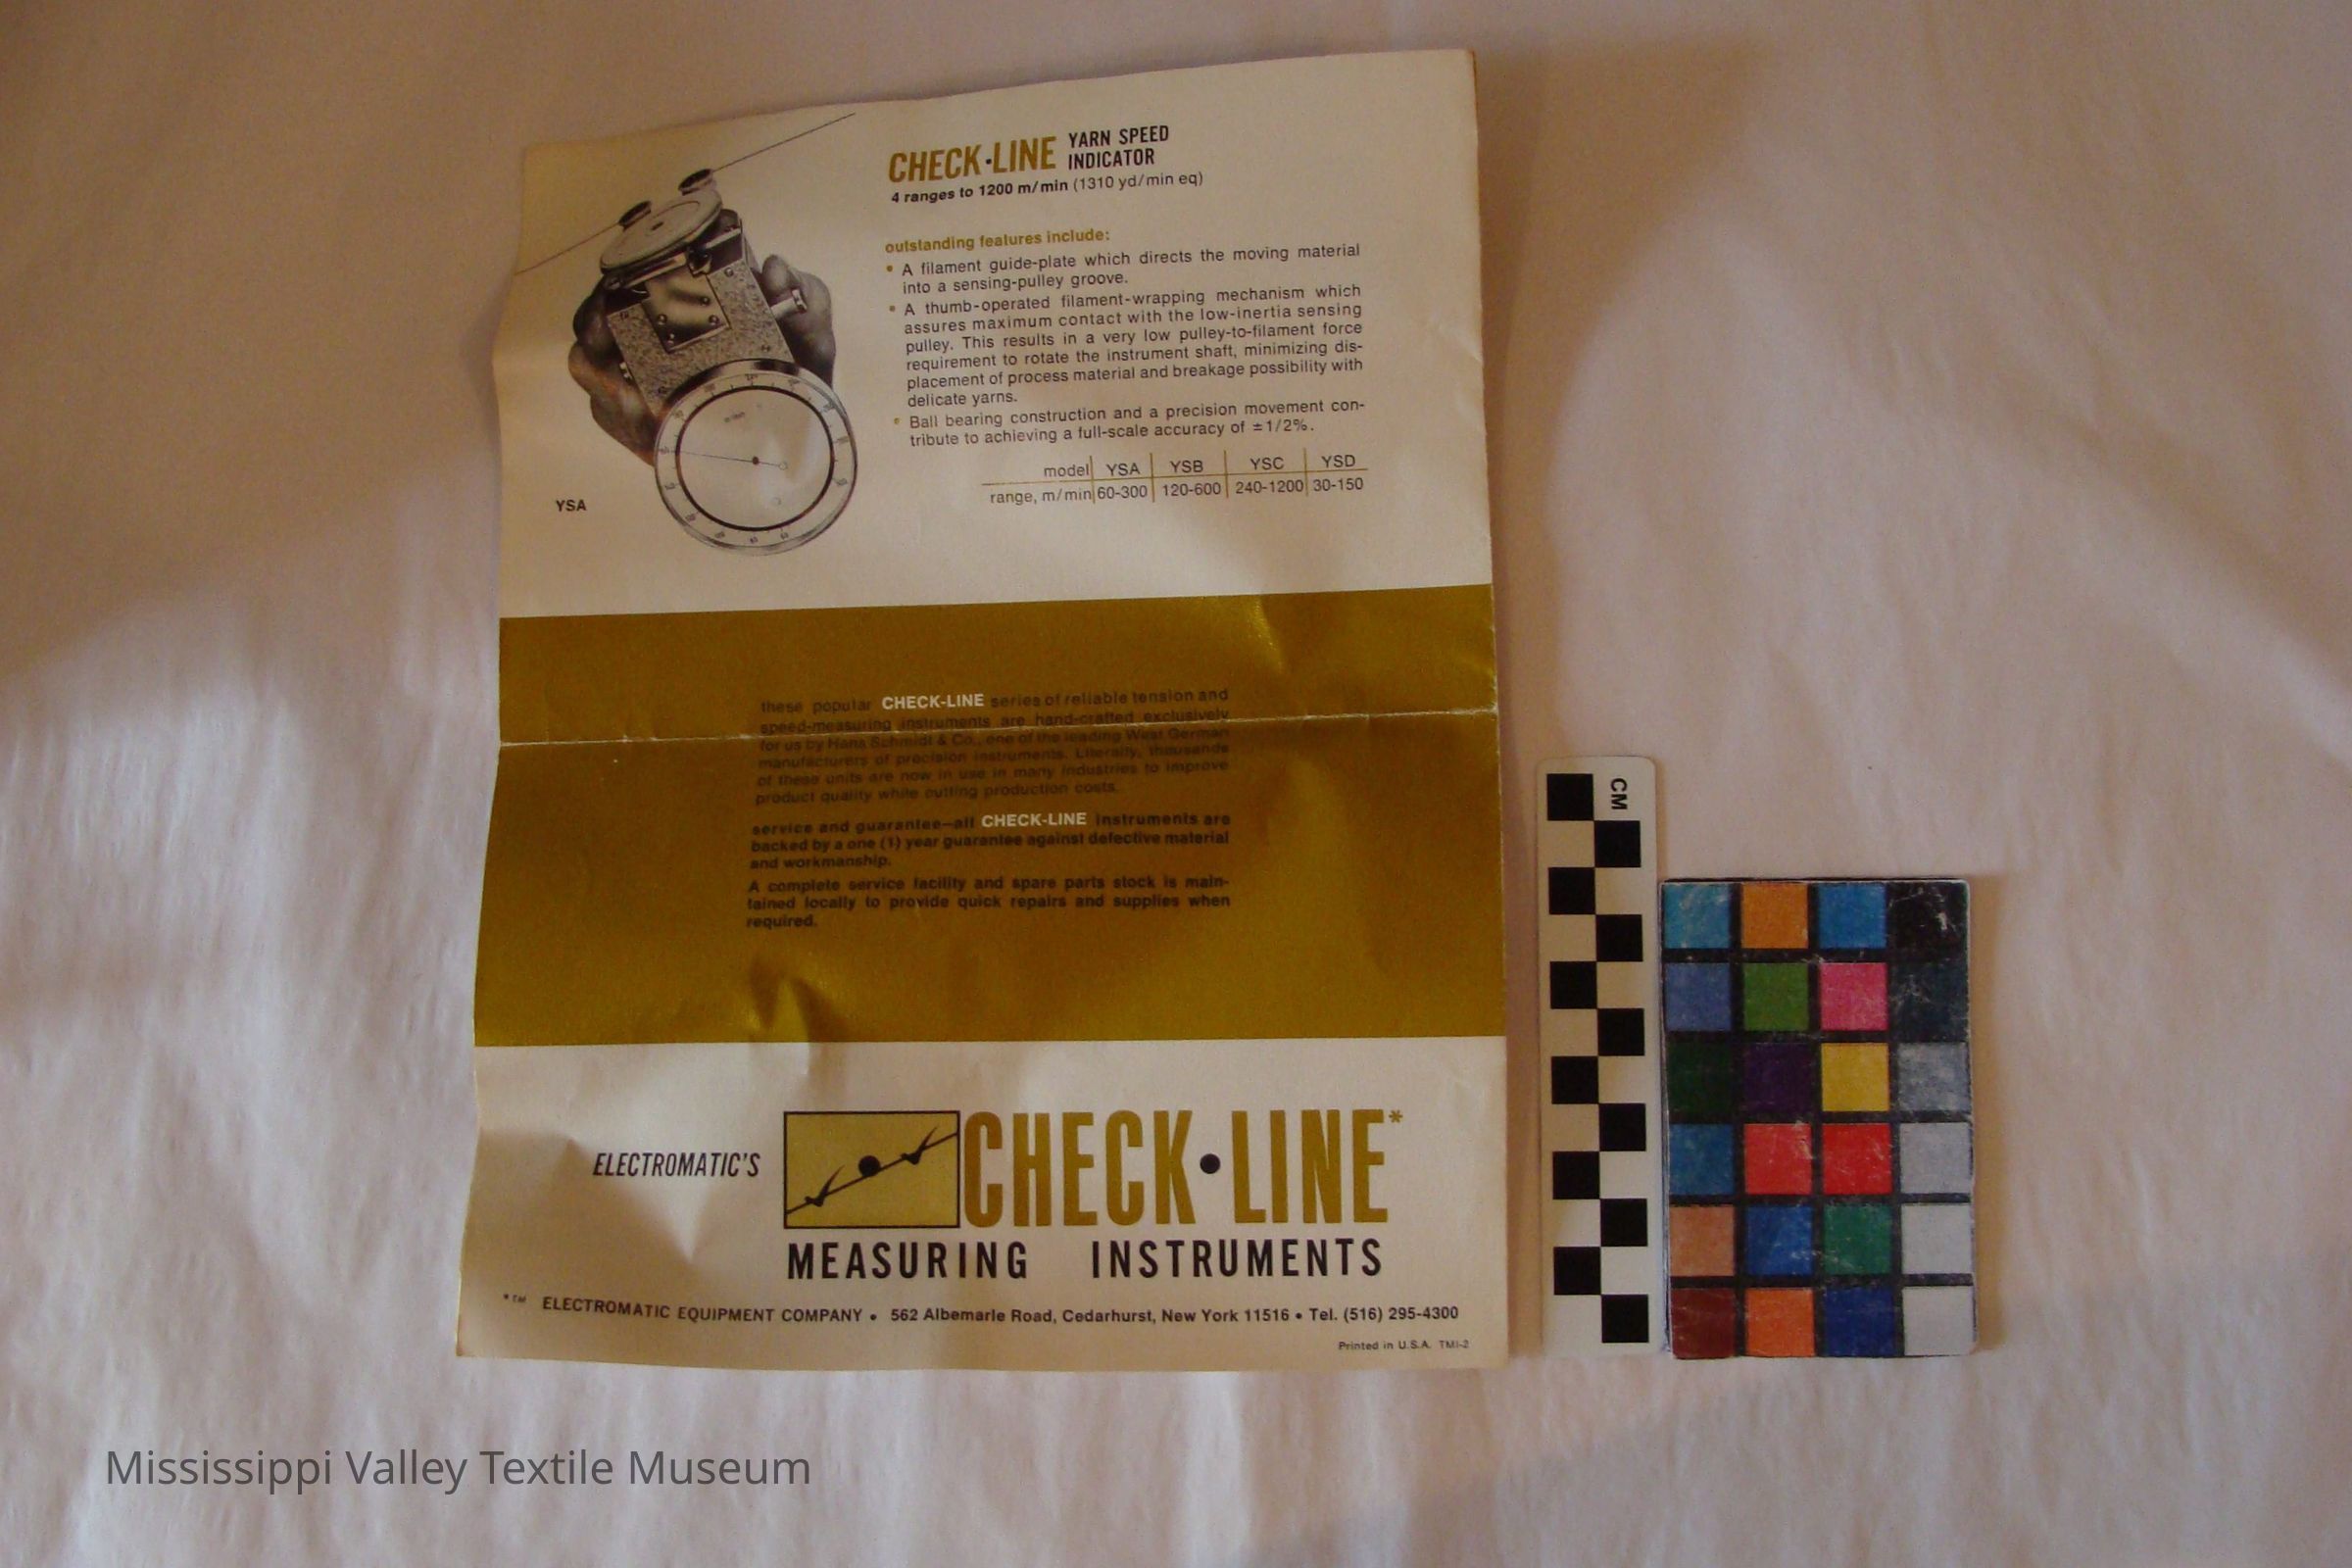 CHECK•LINE YARN SPEED INDICATOR
4 ranges to 1200 m/min (1310 yd/min eq)
outstanding features include:
• A filament guide-plate which directs the moving material
into a sensing-pulley groove.
• A thumb-operated filament-wrapping mechanism which
assures maximum contact with the low-inertia sensing
pulley. This results in a very low pulley-to-filament force
requirement to rotate the instrument shaft, minimizing dis-
placement of process material and breakage possibility with
delicate yarns.
• Ball bearing construction and a precision movement con-
tribute to achieving a full-scale accuracy of ±1/2%.
model YSA YSB YSC YSD
range, m/min 60-300 120-600 240-1200 30-150
YSA
these popular CHECK-LINE series of reliable tension and
speed-measuring instruments are hand-crafted exclusively
for us by Hans Schmidt & Co., one of the leading West German
manufacturers of precision instruments. Literally, thousands
of these units are now in use in many industries to improve
product quality while cutting production costs.
service and guarantee—all CHECK-LINE instruments are
backed by a one (1) year guarantee against defective material
and workmanship.
A complete service facility and spare parts stock is main-
tained locally to provide quick repairs and supplies when
required.
ELECTROMATIC'S CHECK•LINE*
MEASURING INSTRUMENTS
*TM ELECTROMATIC EQUIPMENT COMPANY • 562 Albemarle Road, Cedarhurst, New York 11516 • Tel. (516) 295-4300
Printed in U.S.A. TMI-2
CM
Mississippi Valley Textile Museum